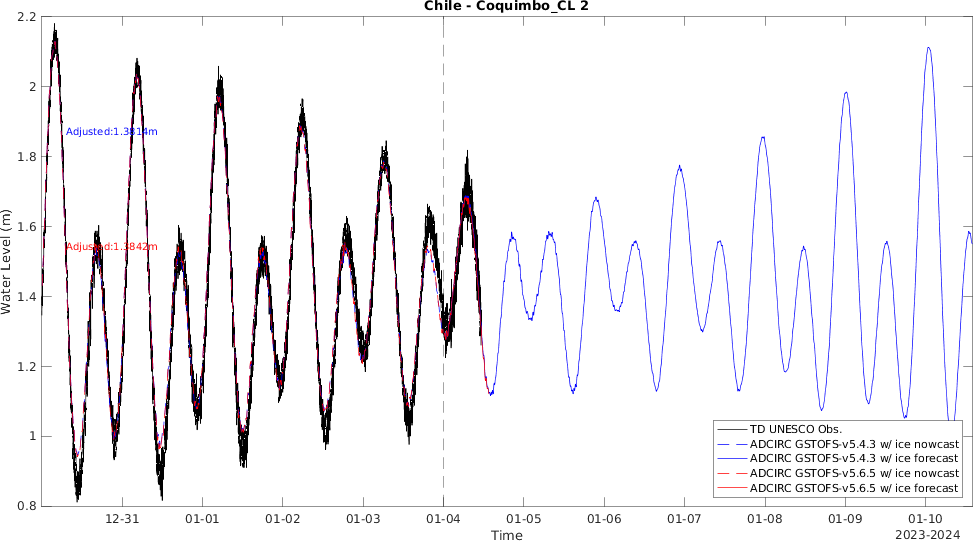 Chile - Coquimbo_CL 2
2.2
2
1.8
1.6
1.4
1.2
1
0.8
Water Level (m)
Adjusted:1.3814m
Adjusted:1.3842m
TD UNESCO Obs.
ADCIRC GSTOFS-v5.4.3 w/ ice nowcast
ADCIRC GSTOFS-v5.4.3 w/ ice forecast
ADCIRC GSTOFS-v5.6.5 w/ ice nowcast
ADCIRC GSTOFS-v5.6.5 w/ ice forecast
12-31 01-01 01-02 01-03 01-04 01-05 01-06 01-07 01-08 01-09 01-10
Time
2023-2024